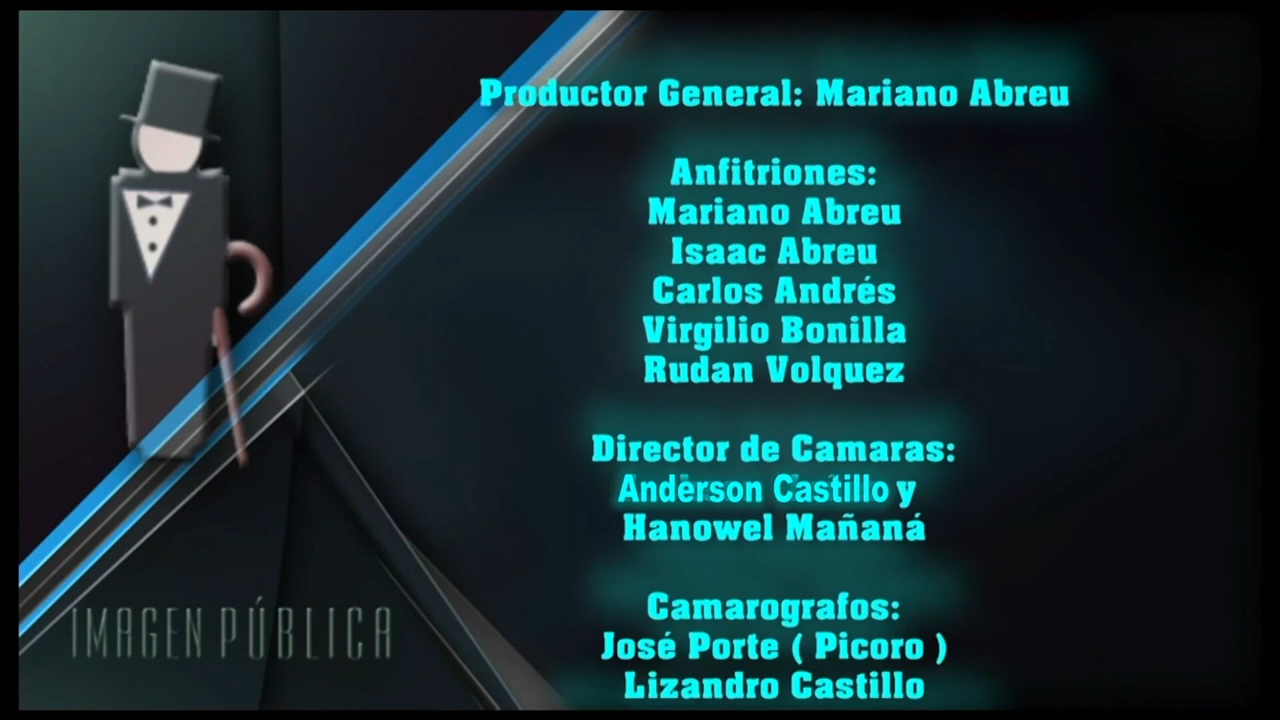 Productor General: Mariano Abreu
Anfitriones:
Mariano Abreu
Isaac Abreu
Carlos Andrés
Virgilio Bonilla
Rudan Volquez
Director de Camaras:
Anderson Castillo y
Hanowel Mañaná
Camarografos:
José Porte ( Picoro )
Lizandro Castillo
IMAGEN PÚBLICA